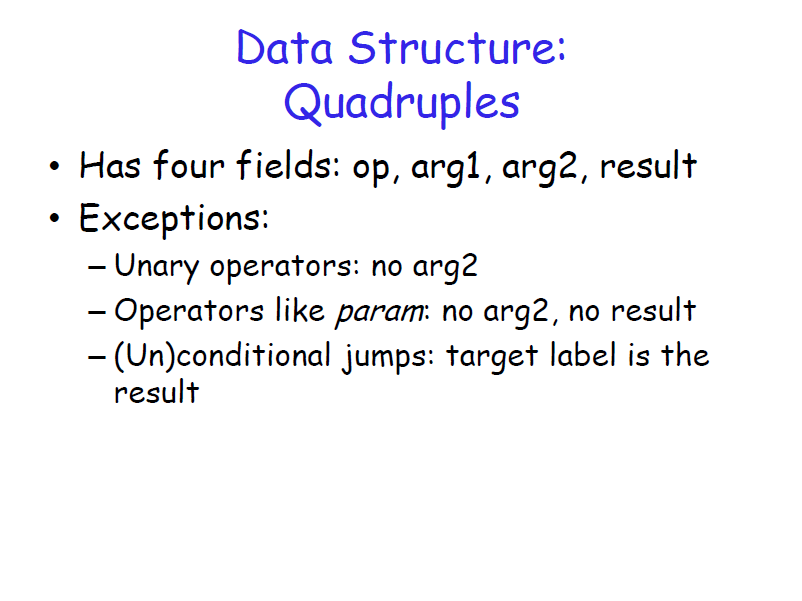 Data Structure:
Quadruples
• Has four fields: op, arg1, arg2, result
• Exceptions:
– Unary operators: no arg2
– Operators like param: no arg2, no result
– (Un)conditional jumps: target label is the
result